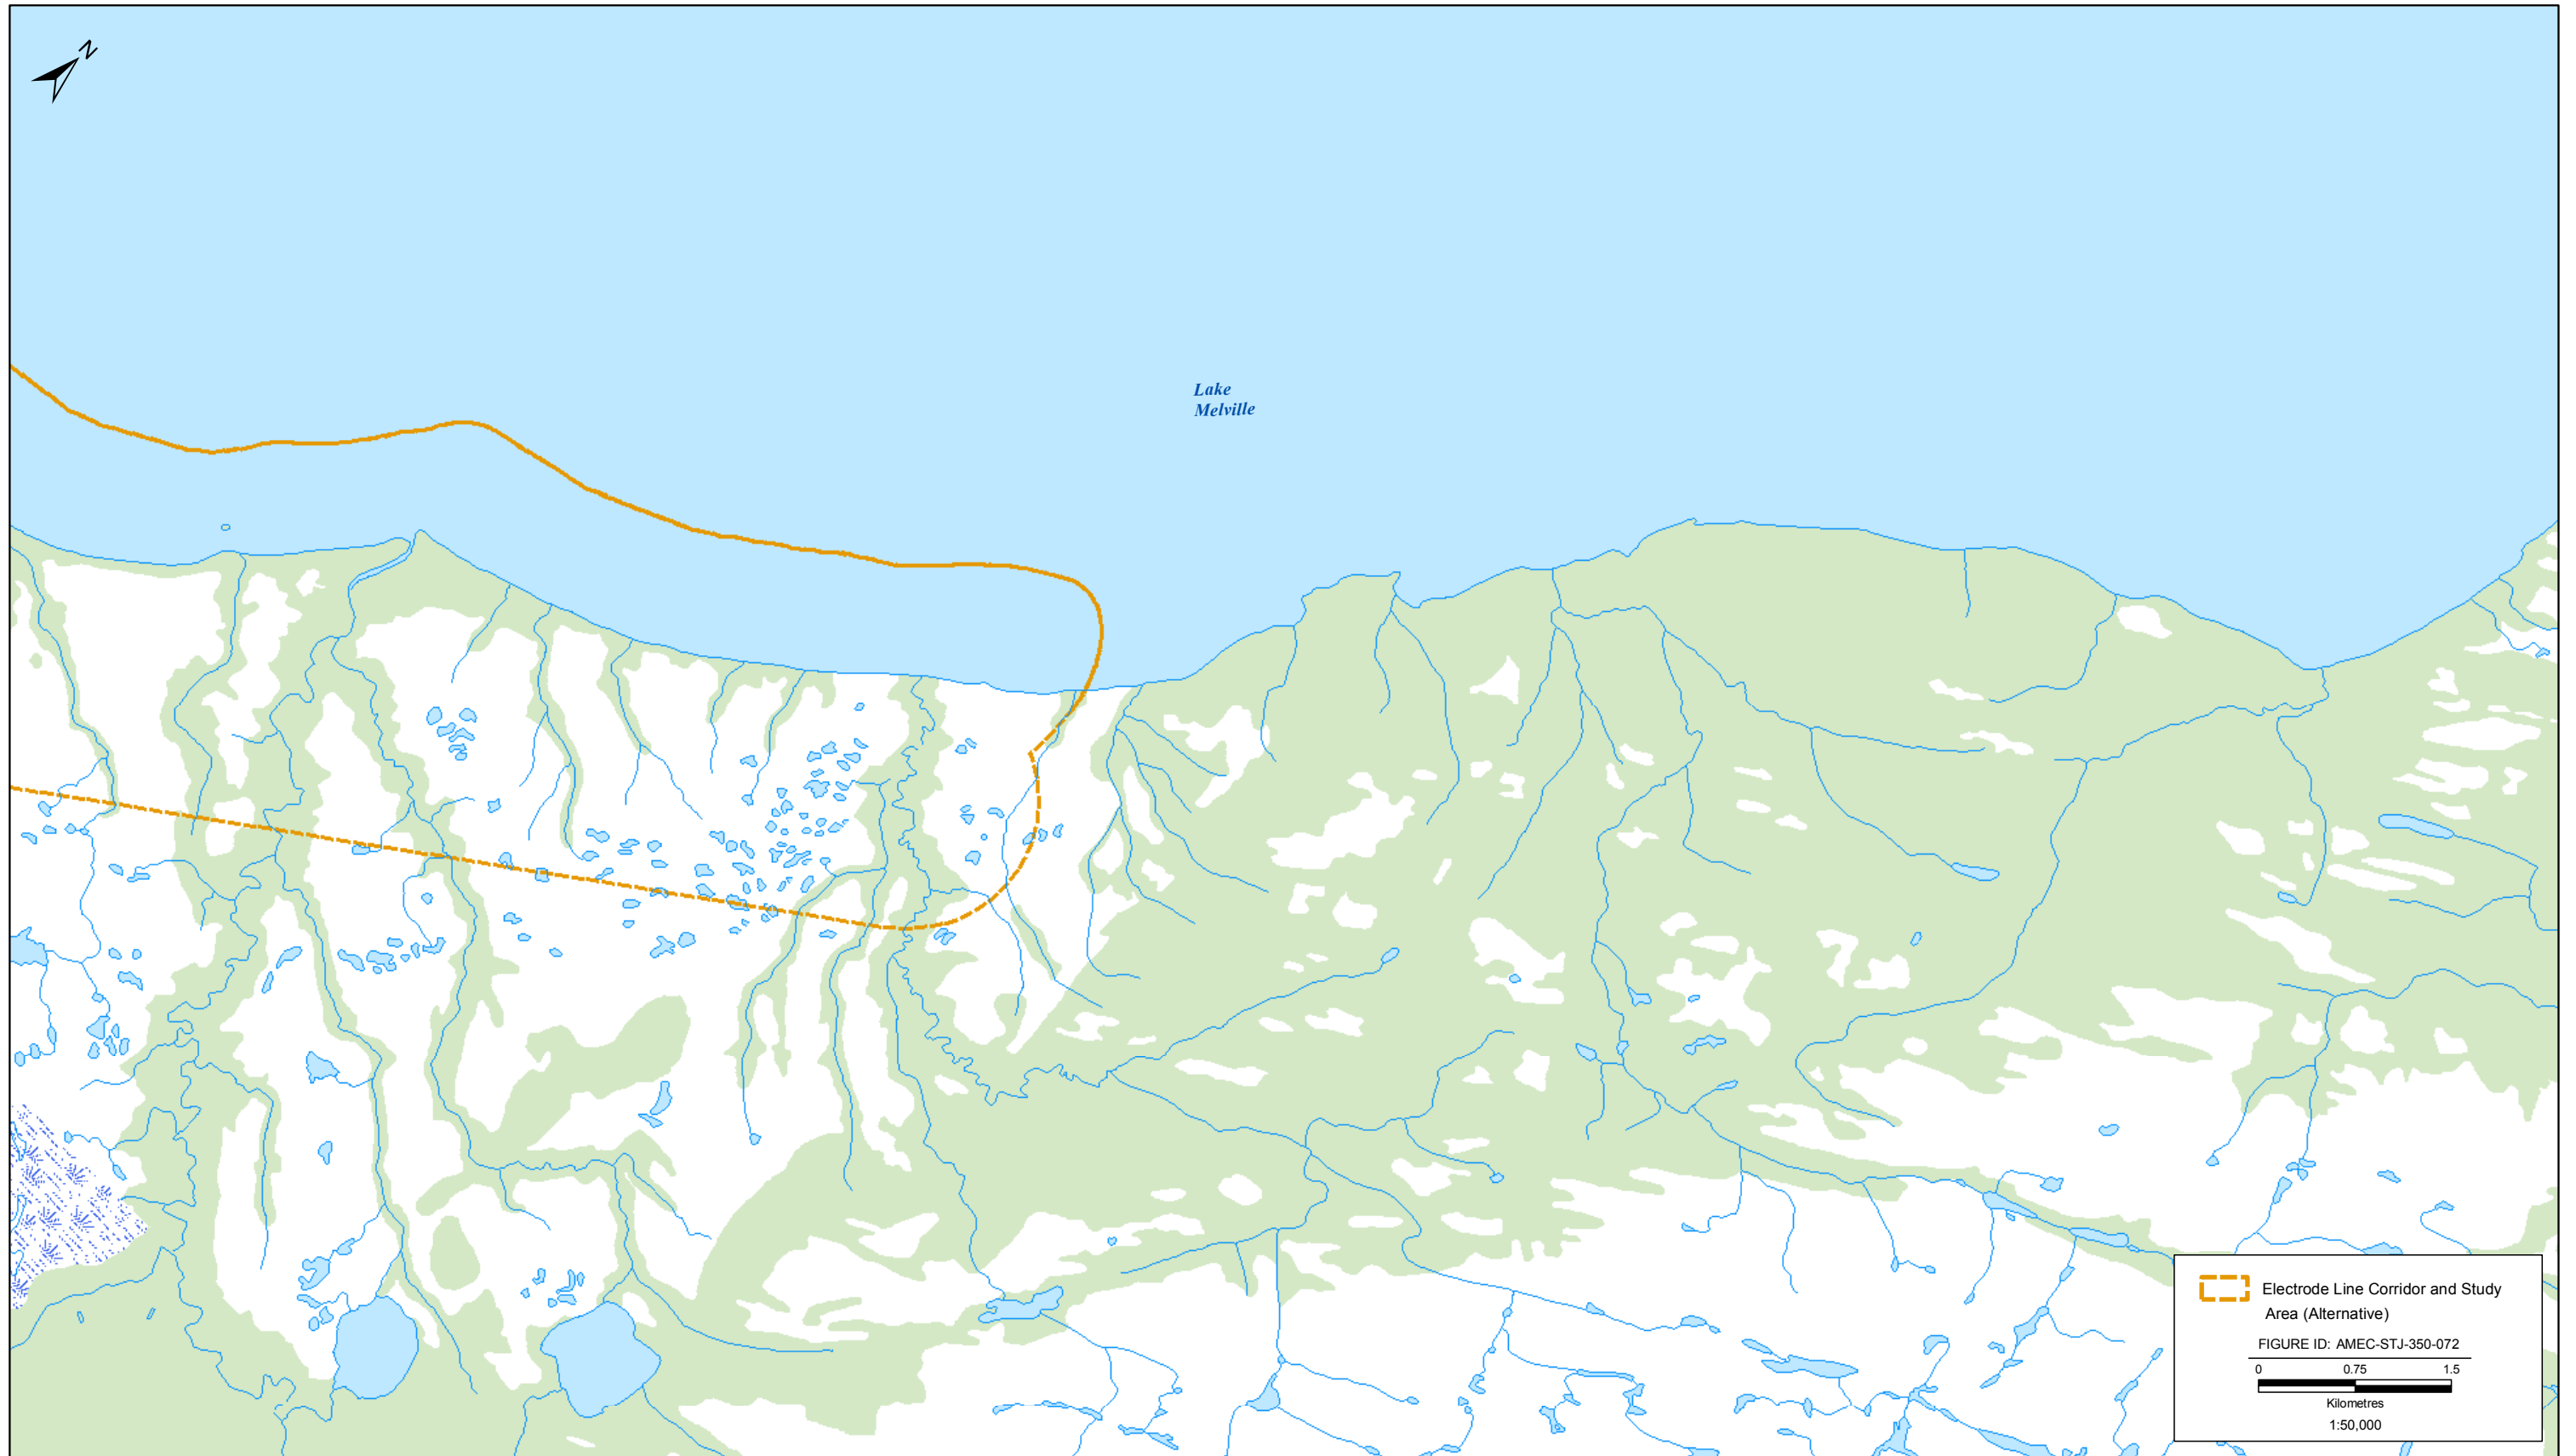 N
Lake
Melville
Electrode Line Corridor and Study
Area (Alternative)
FIGURE ID: AMEC-STJ-350-072
0 0.75 1.5
Kilometres
1:50,000